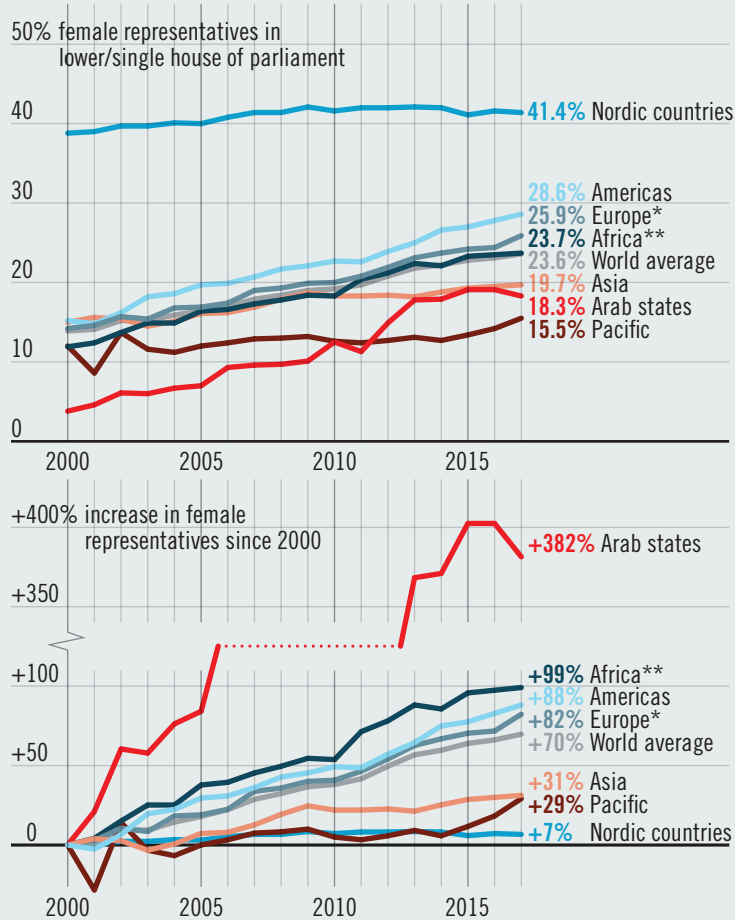 50% female representatives in
lower/single house of parliament
40
30
20
10
0
41.4% Nordic countries
28.6% Americas
25.9% Europe*
23.7% Africa**
23.6% World average
19.7% Asia
18.3% Arab states
15.5% Pacific
2000 2005 2010 2015
+400% increase in female
representatives since 2000
+350
+100
+50
0
+382% Arab states
+99% Africa**
+88% Americas
+82% Europe*
+70% World average
+31% Asia
+29% Pacific
+7% Nordic countries
2000 2005 2010 2015